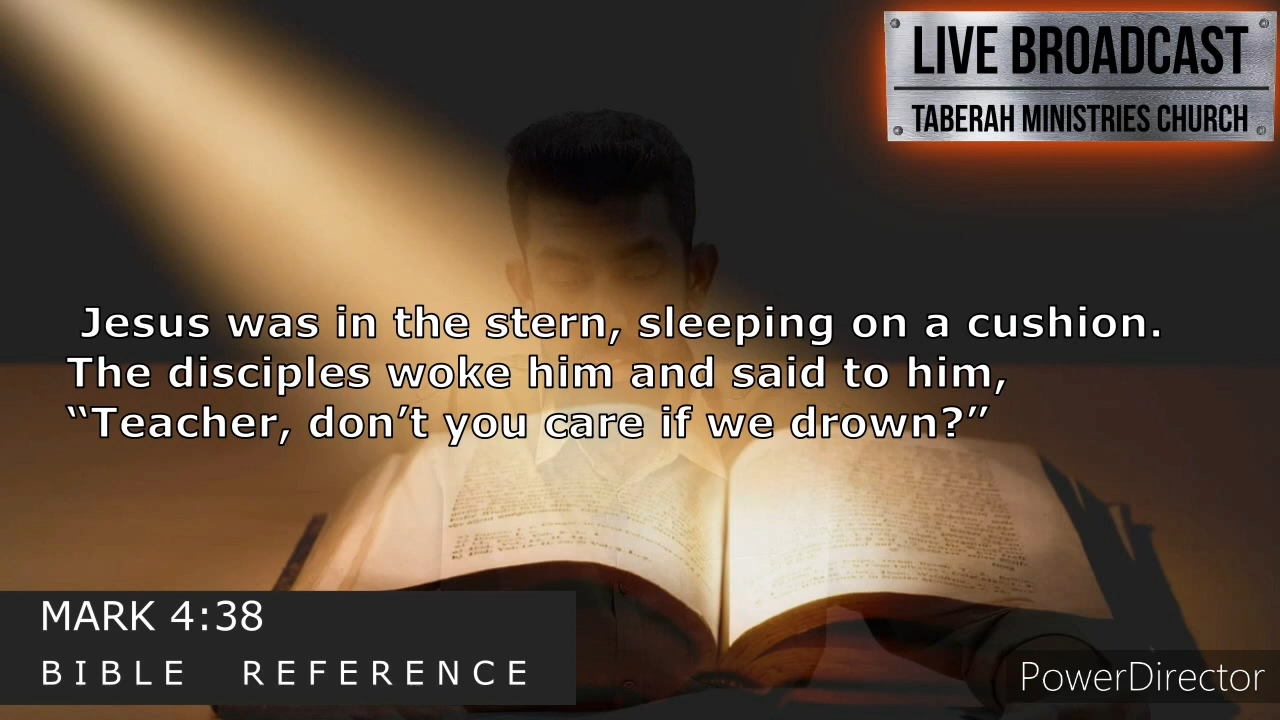 LIVE BROADCAST
TABERAH MINISTRIES CHURCH
Jesus was in the stern, sleeping on a cushion.
The disciples woke him and said to him,
“Teacher, don’t you care if we drown?”
MARK 4:38
BIBLE REFERENCE
PowerDirector